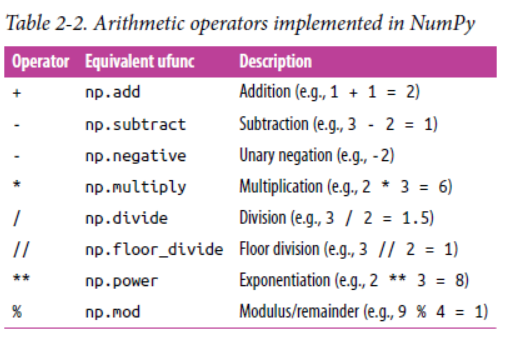 Table 2-2. Arithmetic operators implemented in NumPy
Operator Equivalent ufunc Description
+ np.add Addition (e.g., 1 + 1 = 2)
- np.subtract Subtraction (e.g., 3 - 2 = 1)
- np.negative Unary negation (e.g., -2)
* np.multiply Multiplication (e.g., 2 * 3 = 6)
/ np.divide Division (e.g., 3 / 2 = 1.5)
// np.floor_divide Floor division (e.g., 3 // 2 = 1)
** np.power Exponentiation (e.g., 2 ** 3 = 8)
% np.mod Modulus/remainder (e.g., 9 % 4 = 1)